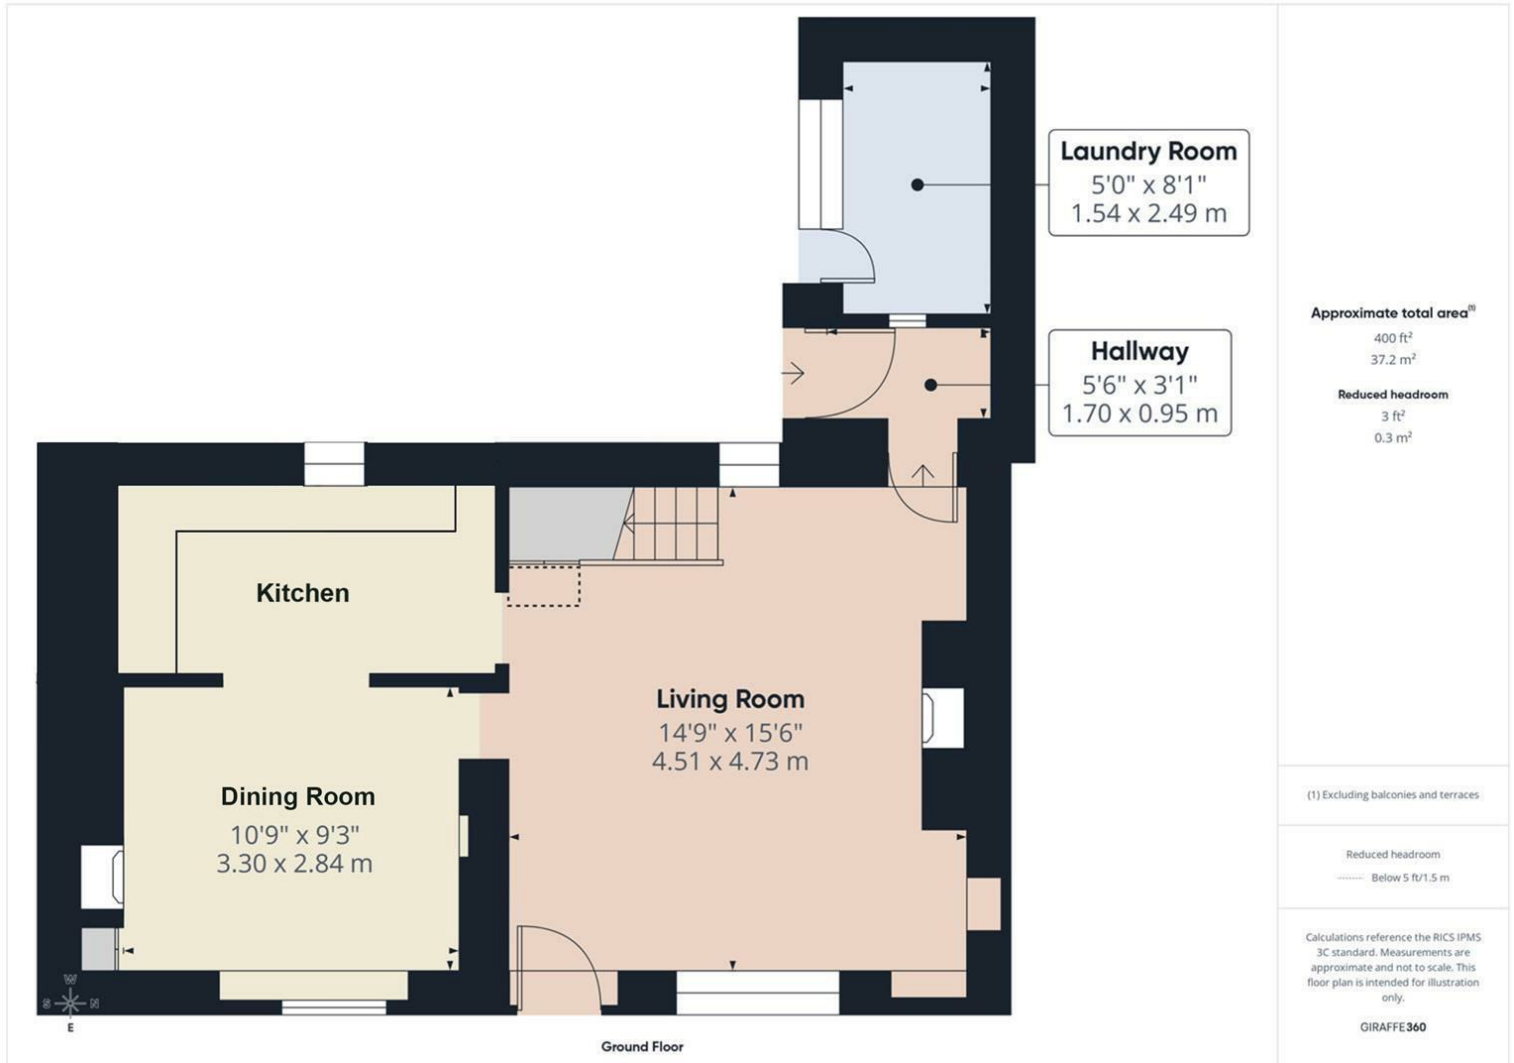 Laundry Room
5'0" x 8'1"
1.54 x 2.49 m
Hallway
5'6" x 3'1"
1.70 x 0.95 m
Kitchen
Living Room
14'9" x 15'6"
4.51 x 4.73 m
Dining Room
10'9" x 9'3"
3.30 x 2.84 m
W
S N
E
Ground Floor
Approximate total area(1)
400 ft²
37.2 m²
Reduced headroom
3 ft²
0.3 m²
(1) Excluding balconies and terraces
Reduced headroom
Below 5 ft/1.5 m
Calculations reference the RICS IPMS
3C standard. Measurements are
approximate and not to scale. This
floor plan is intended for illustration
only.
GIRAFFE360